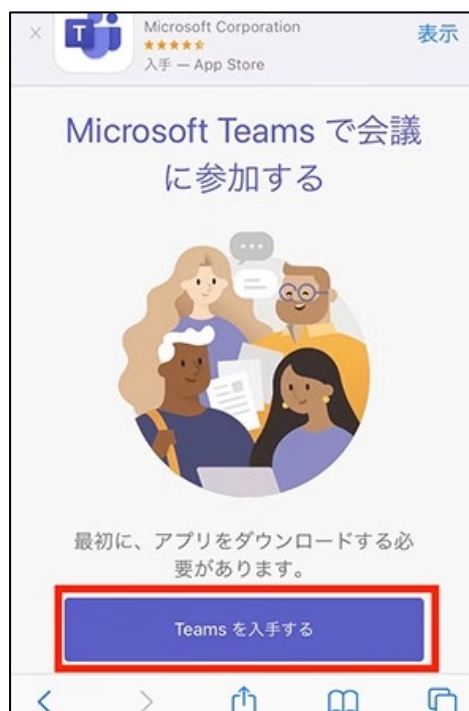 Microsoft Corporation
表示
入手 — App Store
Microsoft Teams で会議
に参加する
最初に、アプリをダウンロードする必
要があります。
Teams を入手する